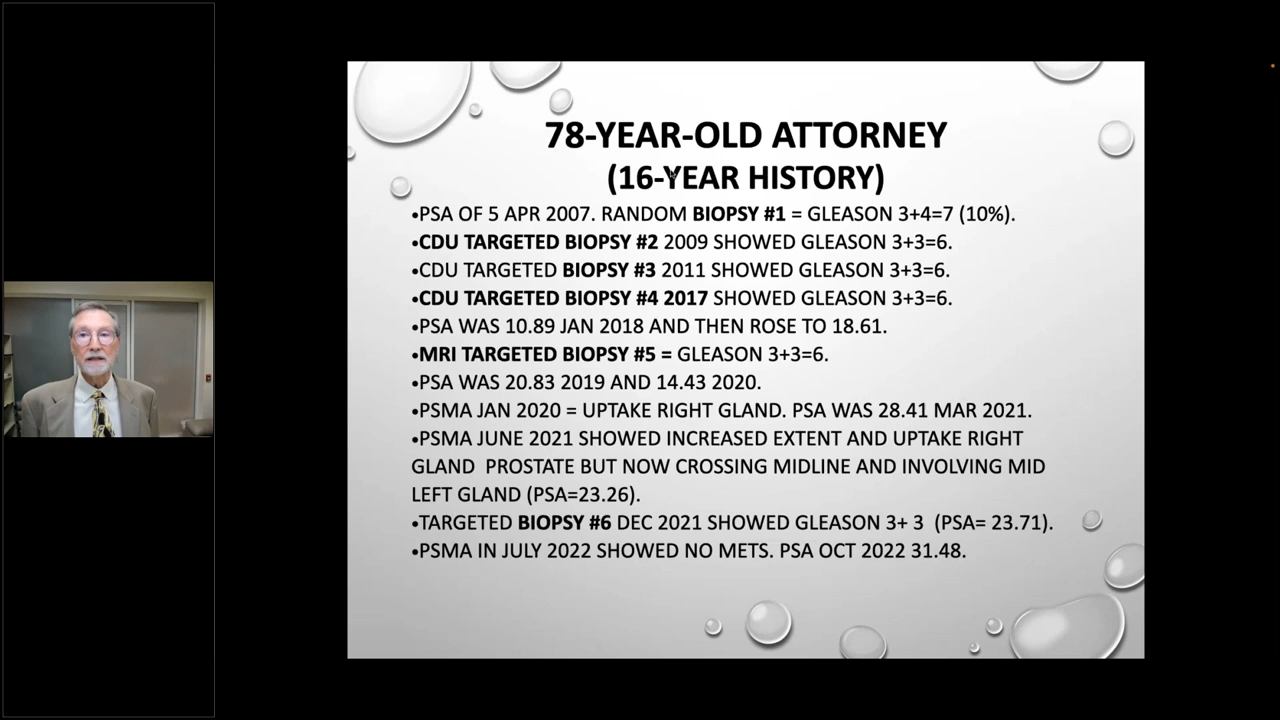 78-YEAR-OLD ATTORNEY
(16-YEAR HISTORY)
•PSA OF 5 APR 2007. RANDOM BIOPSY #1 = GLEASON 3+4=7 (10%).
•CDU TARGETED BIOPSY #2 2009 SHOWED GLEASON 3+3=6.
•CDU TARGETED BIOPSY #3 2011 SHOWED GLEASON 3+3=6.
•CDU TARGETED BIOPSY #4 2017 SHOWED GLEASON 3+3=6.
•PSA WAS 10.89 JAN 2018 AND THEN ROSE TO 18.61.
•MRI TARGETED BIOPSY #5 = GLEASON 3+3=6.
•PSA WAS 20.83 2019 AND 14.43 2020.
•PSMA JAN 2020 = UPTAKE RIGHT GLAND. PSA WAS 28.41 MAR 2021.
•PSMA JUNE 2021 SHOWED INCREASED EXTENT AND UPTAKE RIGHT
GLAND PROSTATE BUT NOW CROSSING MIDLINE AND INVOLVING MID
LEFT GLAND (PSA=23.26).
•TARGETED BIOPSY #6 DEC 2021 SHOWED GLEASON 3+ 3 (PSA= 23.71).
•PSMA IN JULY 2022 SHOWED NO METS. PSA OCT 2022 31.48.